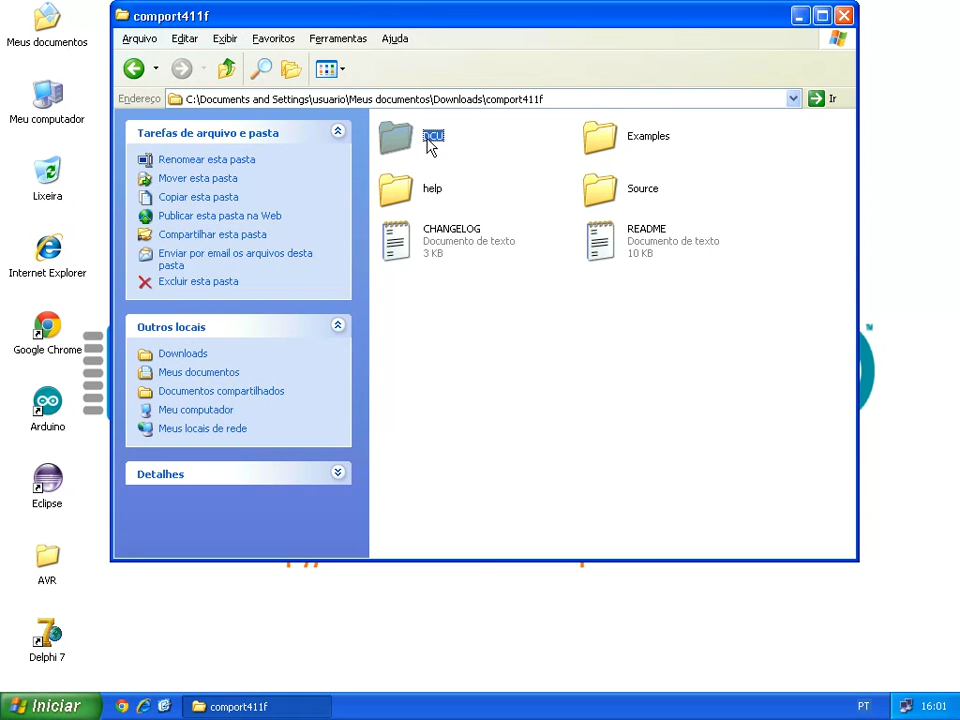 comport411f
Arquivo Editar Exibir Favoritos Ferramentas Ajuda
Endereço C:\Documents and Settings\usuario\Meus documentos\Downloads\comport411f Ir
Tarefas de arquivo e pasta
Renomear esta pasta
Mover esta pasta
Copiar esta pasta
Publicar esta pasta na Web
Compartilhar esta pasta
Enviar por email os arquivos desta
pasta
Excluir esta pasta
Outros locais
Downloads
Meus documentos
Documentos compartilhados
Meu computador
Meus locais de rede
Detalhes
DCU
Examples
help
Source
CHANGELOG
Documento de texto
3 KB
README
Documento de texto
10 KB
Meus documentos
Meu computador
Lixeira
Internet Explorer
Google Chrome
Arduino
Eclipse
AVR
Delphi 7
TM
Iniciar
comport411f
PT
16:01